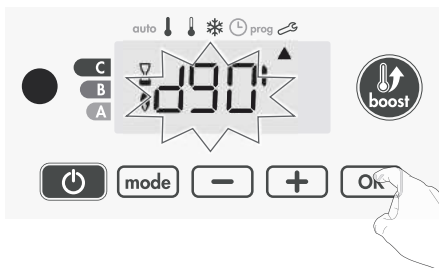 auto prog
C
B
A
d90'
boost
mode − + OK